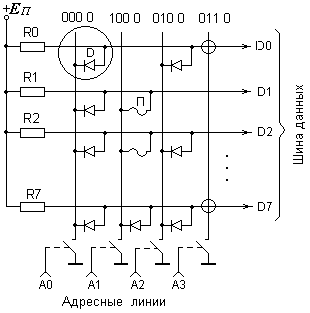 +EП 000 0 100 0 010 0 011 0
R0 D D0
R1 П D1
R2 D2
R7 D7
Шина данных
A0 A1 A2 A3
Адресные линии